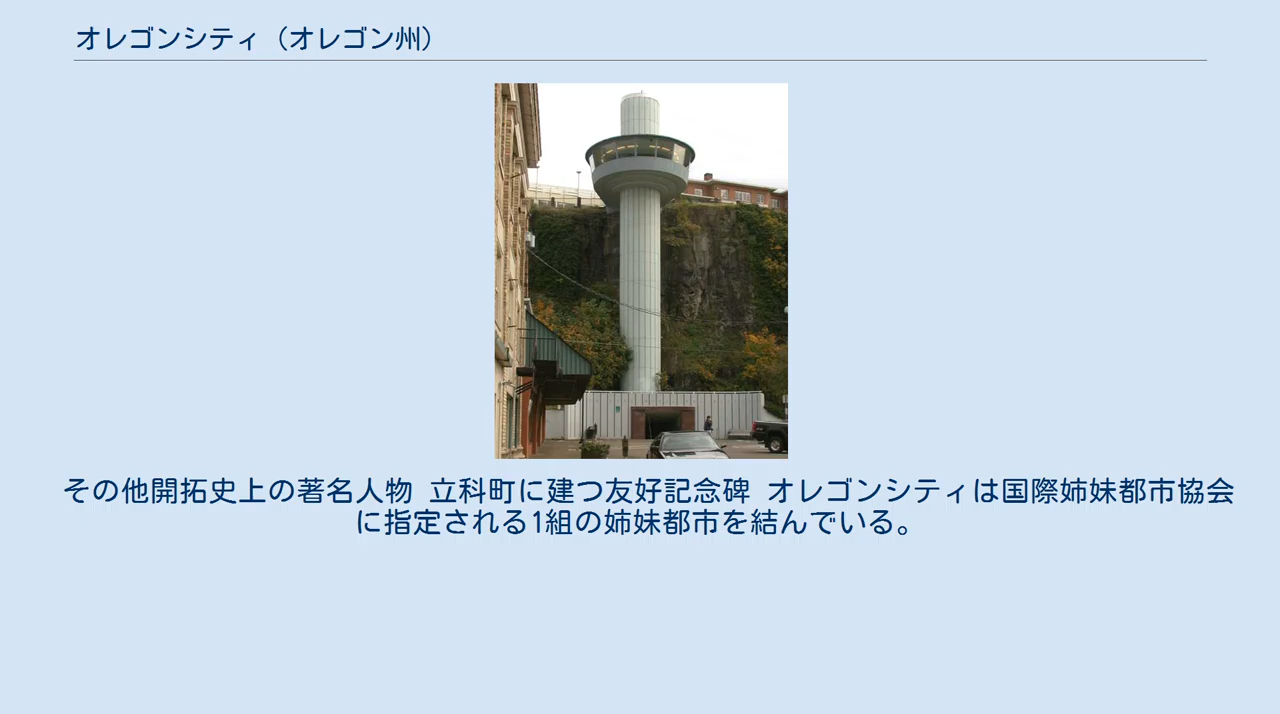 オレゴンシティ（オレゴン州）
その他開拓史上の著名人物 立科町に建つ友好記念碑 オレゴンシティは国際姉妹都市協会
に指定される1組の姉妹都市を結んでいる。